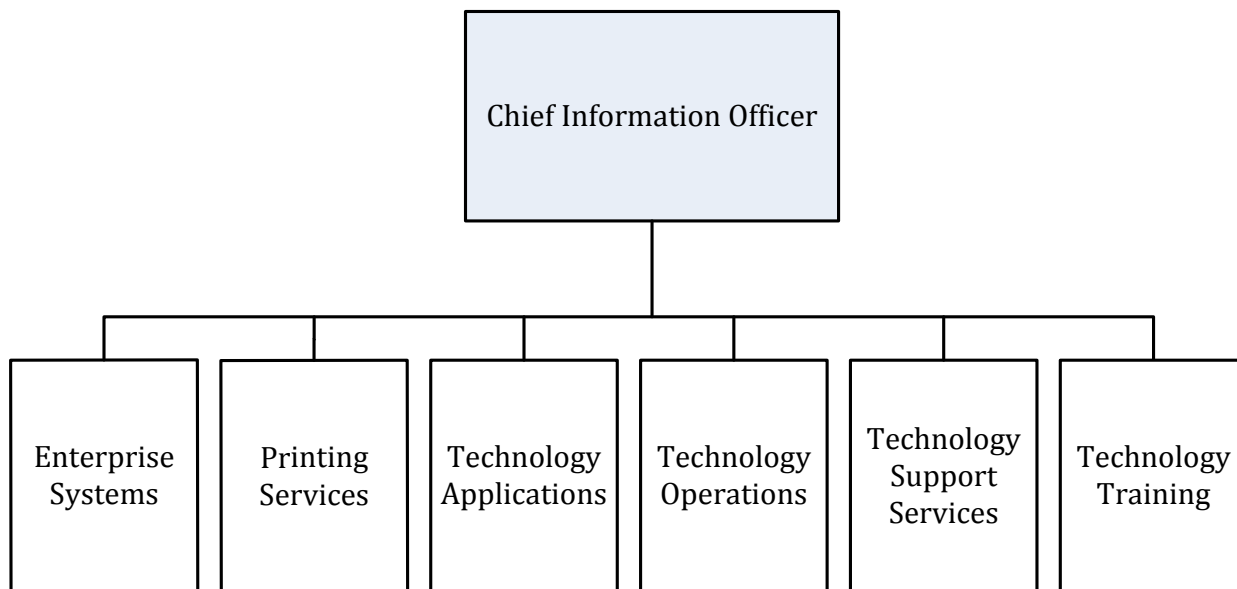 Chief Information Officer
Enterprise
Systems
Printing
Services
Technology
Applications
Technology
Operations
Technology
Support
Services
Technology
Training